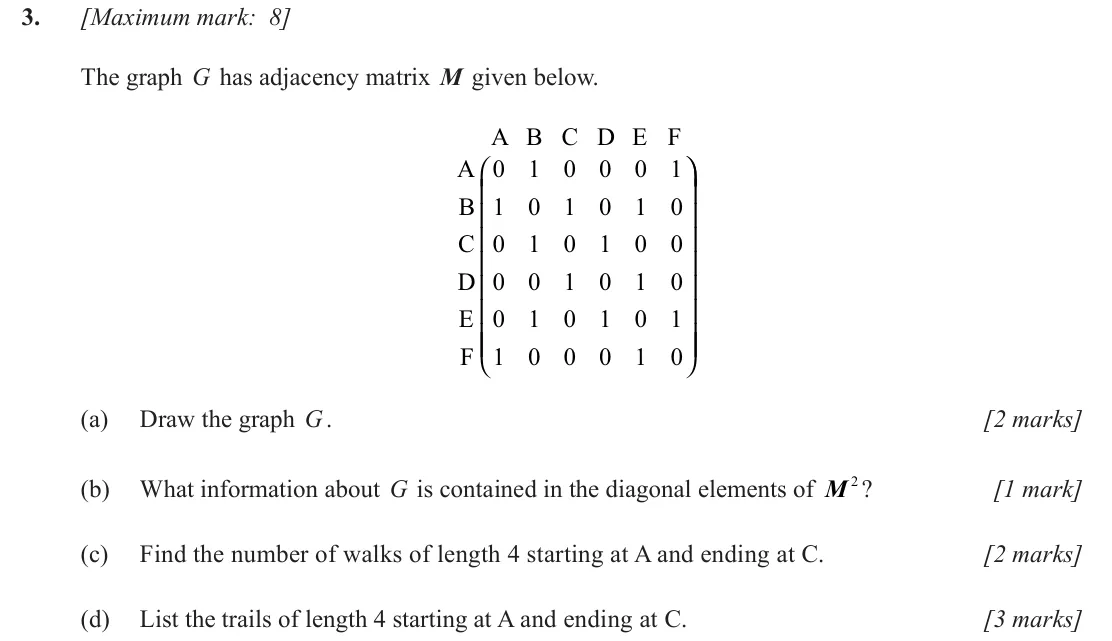 3. [Maximum mark: 8]
The graph G has adjacency matrix M given below.
A B C D E F
A 0 1 0 0 0 1
B 1 0 1 0 1 0
C 0 1 0 1 0 0
D 0 0 1 0 1 0
E 0 1 0 1 0 1
F 1 0 0 0 1 0
(a) Draw the graph G. [2 marks]
(b) What information about G is contained in the diagonal elements of M²? [1 mark]
(c) Find the number of walks of length 4 starting at A and ending at C. [2 marks]
(d) List the trails of length 4 starting at A and ending at C. [3 marks]